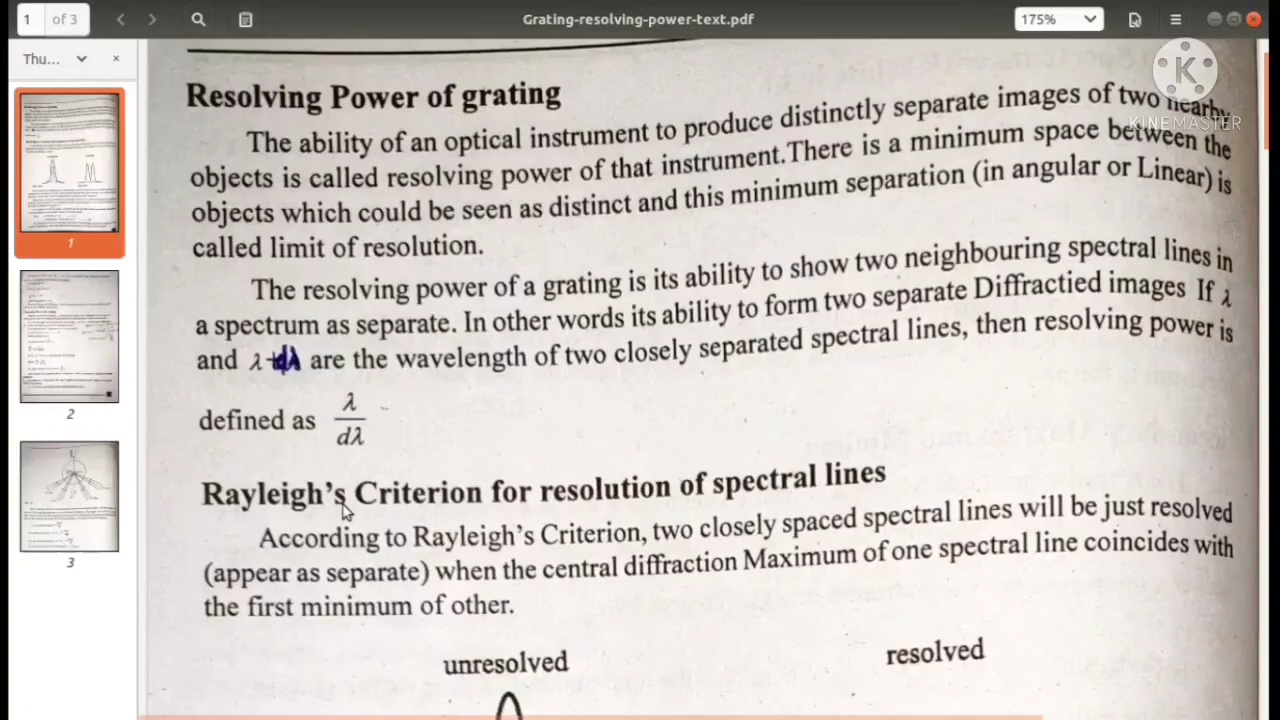 1 of 3
Grating-resolving-power-text.pdf
175%
Thu...
K
KINEMASTER
1
2
3
Resolving Power of grating
The ability of an optical instrument to produce distinctly separate images of two nearby
objects is called resolving power of that instrument.There is a minimum space between the
objects which could be seen as distinct and this minimum separation (in angular or Linear) is
called limit of resolution.
The resolving power of a grating is its ability to show two neighbouring spectral lines in
a spectrum as separate. In other words its ability to form two separate Diffractied images If λ
and λ+dλ are the wavelength of two closely separated spectral lines, then resolving power is
defined as λ/dλ
Rayleigh's Criterion for resolution of spectral lines
According to Rayleigh's Criterion, two closely spaced spectral lines will be just resolved
(appear as separate) when the central diffraction Maximum of one spectral line coincides with
the first minimum of other.
unresolved
resolved